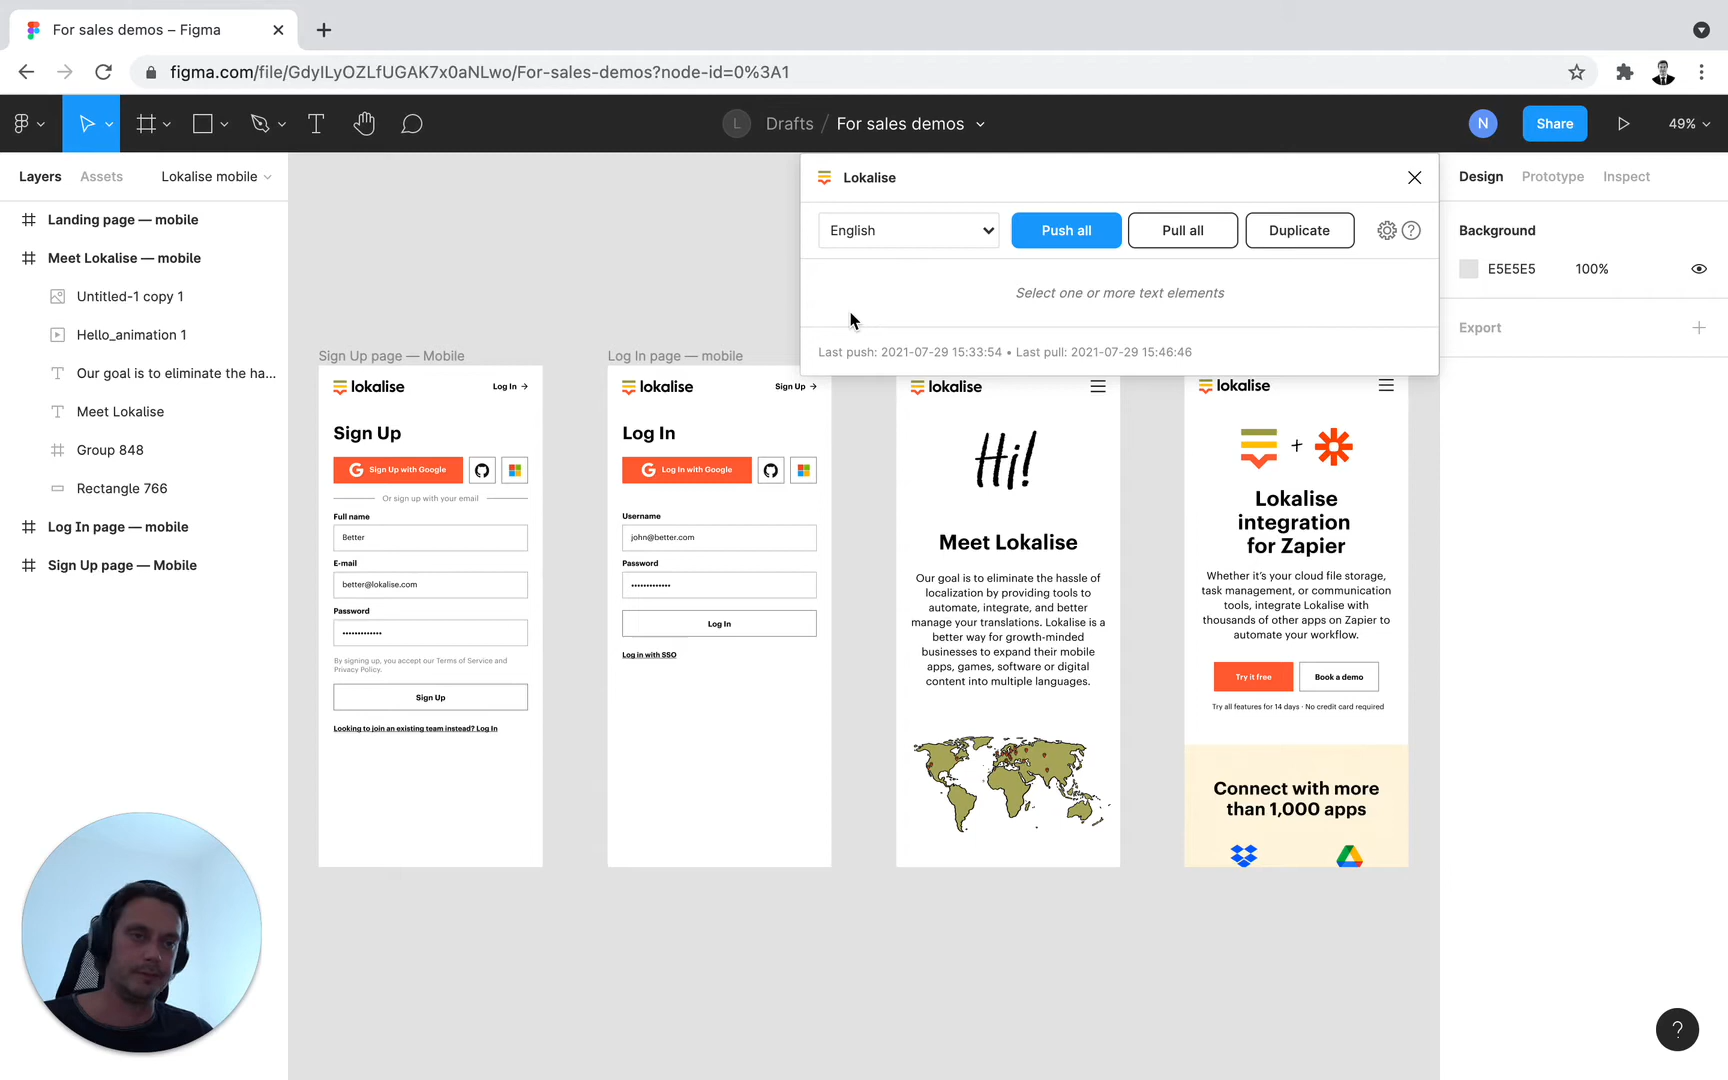 For sales demos – Figma
figma.com/file/GdyILyOZLfUGAK7x0aNLwo/For-sales-demos?node-id=0%3A1
L Drafts / For sales demos
N
Share
49%
Layers
Assets
Lokalise mobile
Landing page — mobile
Meet Lokalise — mobile
Untitled-1 copy 1
Hello_animation 1
Our goal is to eliminate the ha...
Meet Lokalise
Group 848
Rectangle 766
Log In page — mobile
Sign Up page — Mobile
Lokalise
English
Push all
Pull all
Duplicate
Select one or more text elements
Last push: 2021-07-29 15:33:54 • Last pull: 2021-07-29 15:46:46
Design
Prototype
Inspect
Background
E5E5E5
100%
Export
Sign Up page — Mobile
lokalise
Log In →
Sign Up
Sign Up with Google
Or sign up with your email
Full name
Better
E-mail
better@lokalise.com
Password
•••••••••••••
By signing up, you accept our Terms of Service and
Privacy Policy.
Sign Up
Looking to join an existing team instead? Log In
Log In page — mobile
lokalise
Sign Up →
Log In
Log In with Google
Username
john@better.com
Password
•••••••••••••
Log In
Log in with SSO
lokalise
Hi!
Meet Lokalise
Our goal is to eliminate the hassle of
localization by providing tools to
automate, integrate, and better
manage your translations. Lokalise is a
better way for growth-minded
businesses to expand their mobile
apps, games, software or digital
content into multiple languages.
lokalise
+
Lokalise
integration
for Zapier
Whether it's your cloud file storage,
task management, or communication
tools, integrate Lokalise with
thousands of other apps on Zapier to
automate your workflow.
Try it free
Book a demo
Try all features for 14 days · No credit card required
Connect with more
than 1,000 apps
?